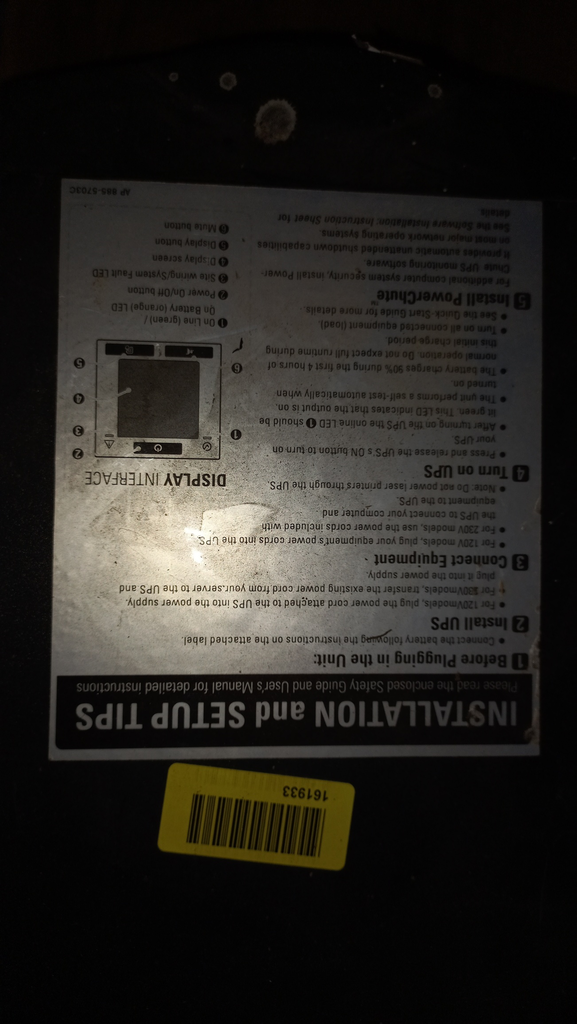 INSTALLATION and SETUP TIPS
Please read the enclosed Safety Guide and User's Manual for detailed instructions
1 Before Plugging in the Unit:
• Connect the battery following the instructions on the attached label.
2 Install UPS
• For 120Vmodels, plug the power cord attached to the UPS into the power supply.
• For 230Vmodels, transfer the existing power cord from your server to the UPS and
plug it into the power supply.
3 Connect Equipment
• For 120V models, plug your equipment's power cords into the UPS.
• For 230V models, use the power cords included with
the UPS to connect your computer and
equipment to the UPS.
• Note: Do not power laser printers through the UPS.
4 Turn on UPS
• Press and release the UPS's ON button to turn on
your UPS
• After turning on the UPS the online LED 1 should be
lit green. This LED indicates that the output is on.
• The unit performs a self-test automatically when
turned on.
• The battery charges 90% during the first 4 hours of
normal operation. Do not expect full runtime during
this initial charge period.
• Turn on all connected equipment (load).
• See the Quick Start Guide for more details
5 Install PowerChute™
For additional computer system security, install Power-
Chute UPS monitoring software.
It provides automatic unattended shutdown capabilities
on most major network operating systems.
See the Software Installation Instruction Sheet for
details
DISPLAY INTERFACE
1
2
3
4
5
6
1 On Line (green) /
On Battery (orange) LED
2 Power On/Off Button
3 Site wiring/System Fault LED
4 Display screen
5 Display button
6 Mute button
AP 885-5703C
161933